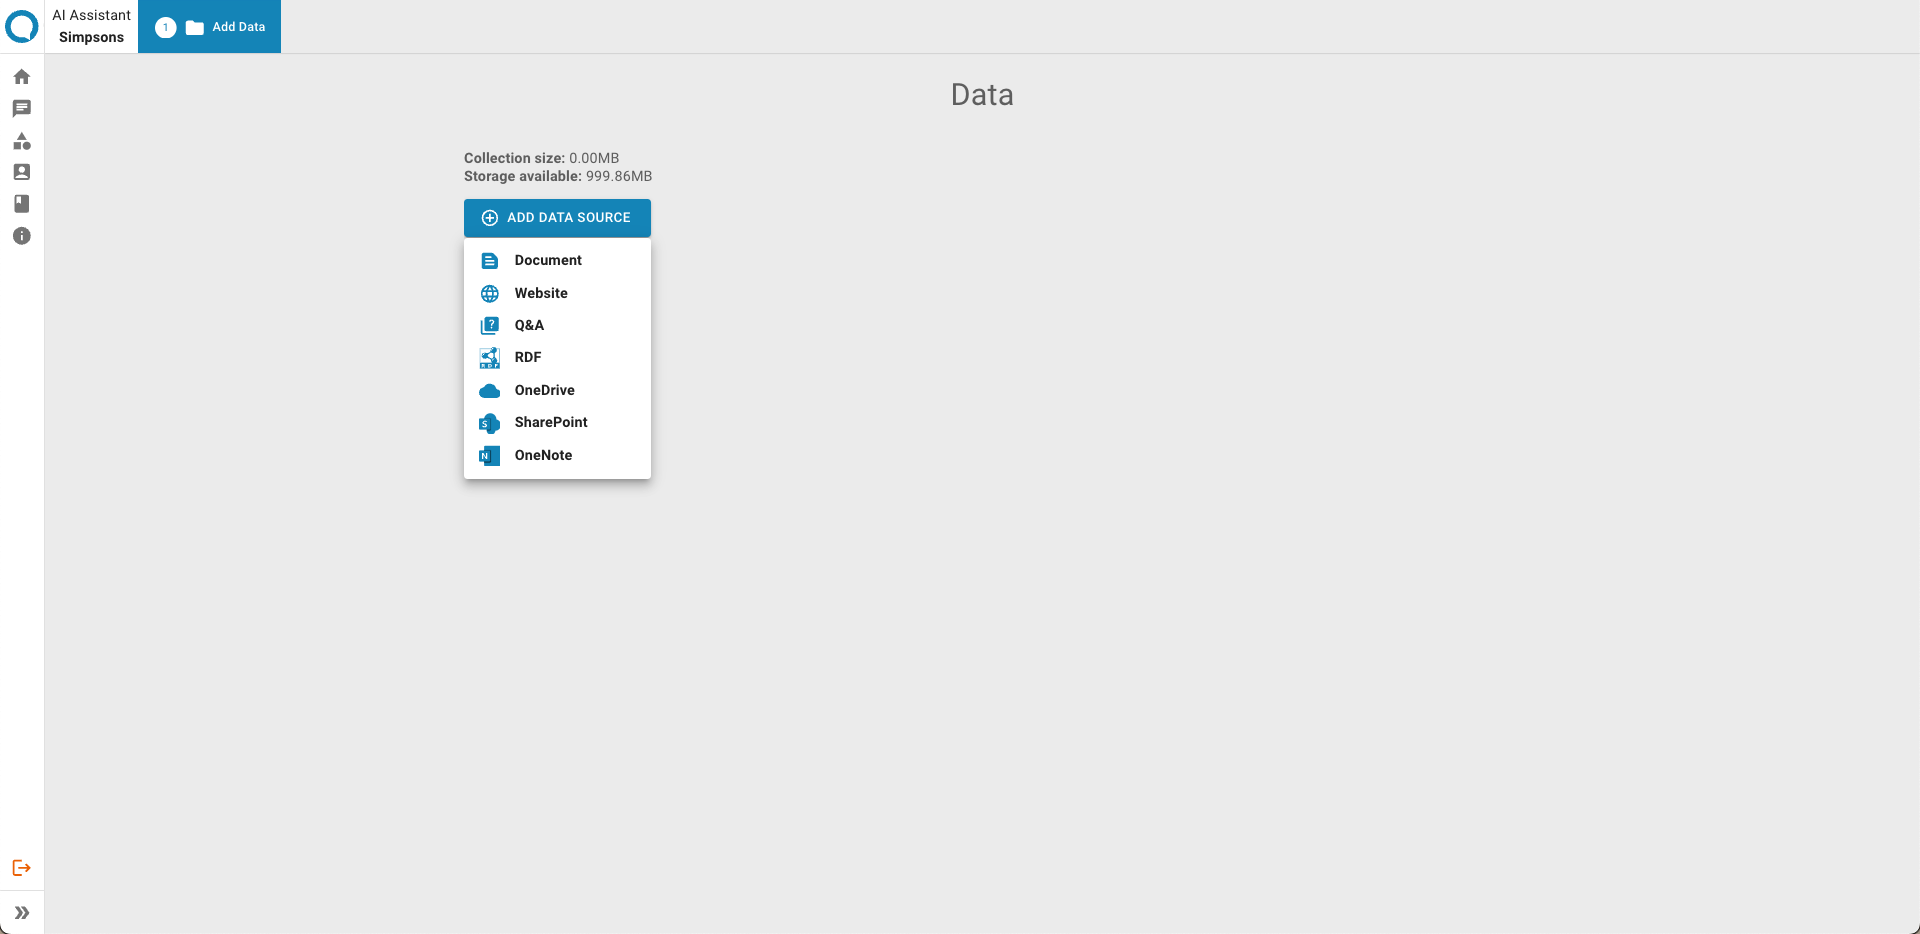 AI Assistant
Simpsons
1 Add Data
Data
Collection size: 0.00MB
Storage available: 999.86MB
ADD DATA SOURCE
Document
Website
Q&A
RDF
OneDrive
SharePoint
OneNote